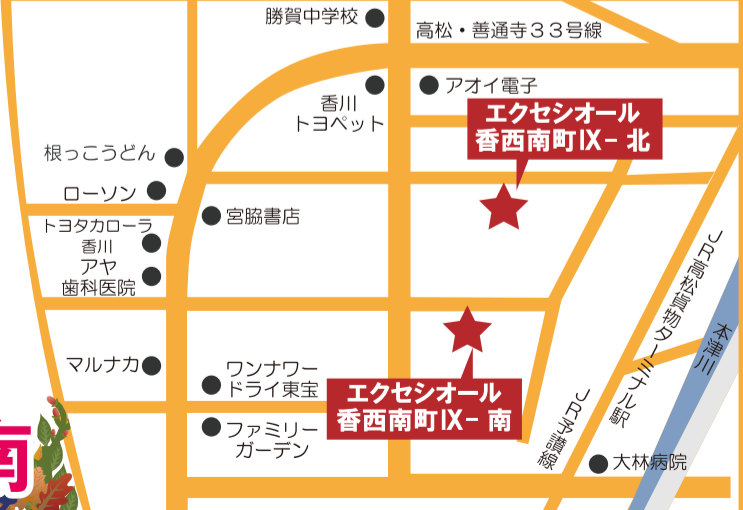 勝賀中学校
高松・善通寺33号線
香川
トヨペット
アオイ電子
エクセシオール
香西南町Ⅸ- 北
根っこうどん
ローソン
宮脇書店
トヨタカローラ
香川
アヤ
歯科医院
JR高松貨物ターミナル駅
本津川
マルナカ
ワンナワー
ドライ東宝
エクセシオール
香西南町Ⅸ- 南
ファミリー
ガーデン
JR予讃線
大林病院
南